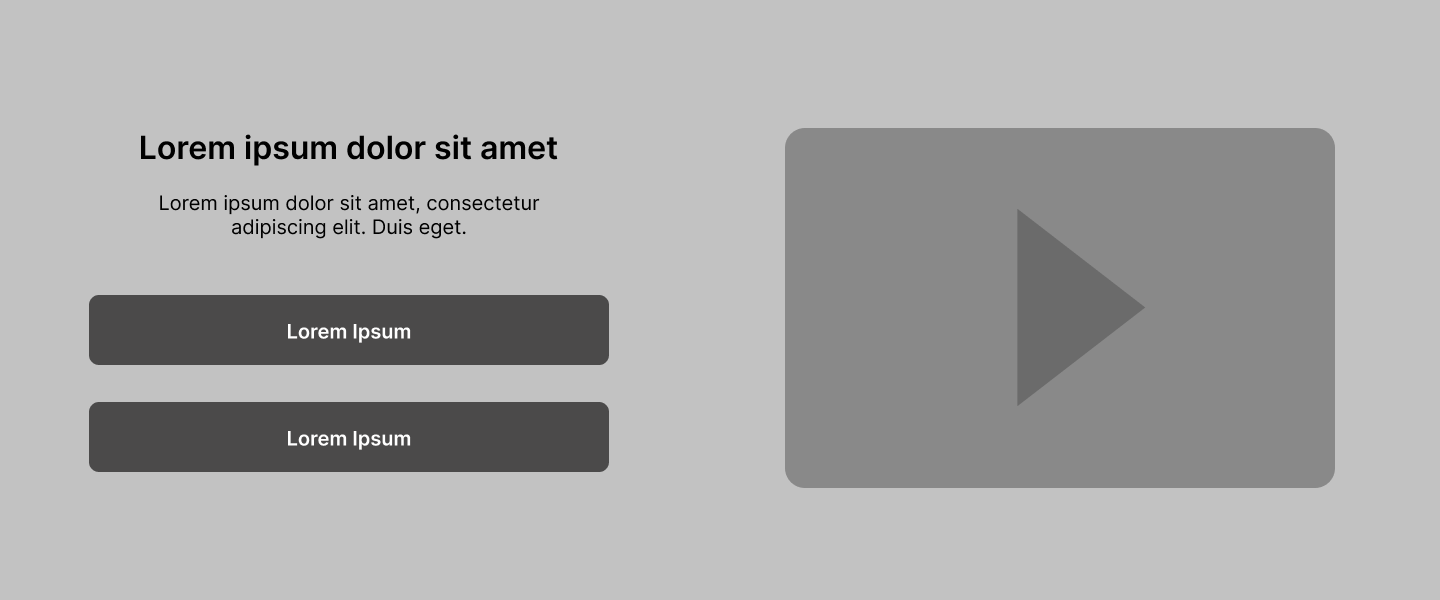 Lorem ipsum dolor sit amet
Lorem ipsum dolor sit amet, consectetur
adipiscing elit. Duis eget.
Lorem Ipsum
Lorem Ipsum